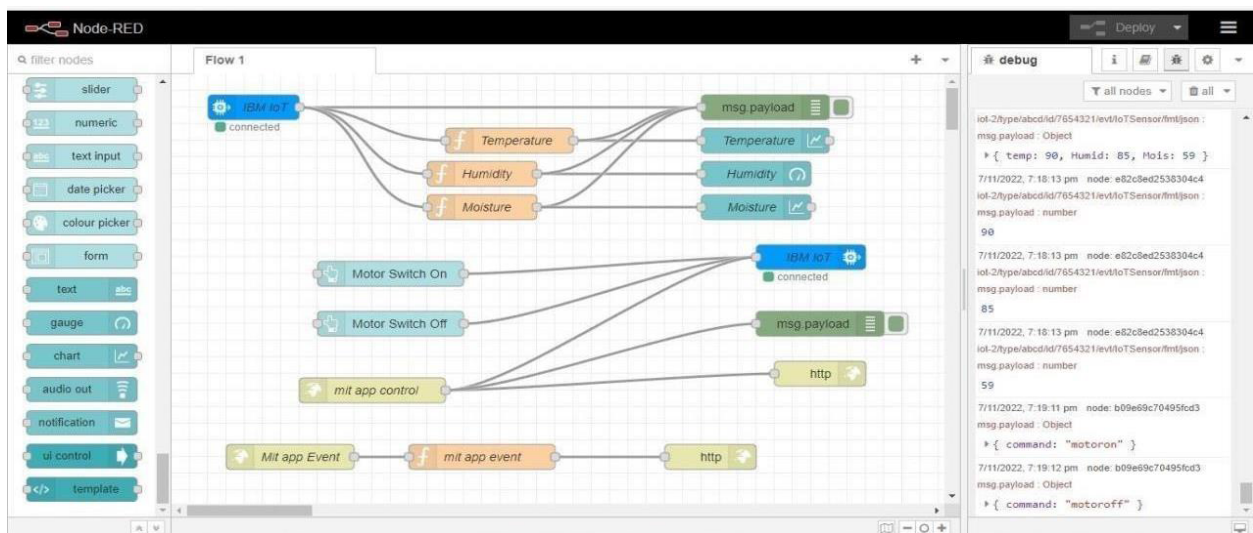 Node-RED
Deploy
filter nodes
slider
123 numeric
abc text input
date picker
colour picker
form
text abc
gauge
chart
audio out
notification
ui control
</> template
Flow 1
IBM IoT
connected
f Temperature
f Humidity
f Moisture
msg.payload
Temperature
Humidity
Moisture
Motor Switch On
Motor Switch Off
IBM IoT
connected
msg.payload
mit app control
http
Mit app Event
f mit app event
http
debug
i
all nodes
all
iot-2/type/abcd/id/7654321/evt/IoTSensor/fmt/json :
msg.payload : Object
{ temp: 90, Humid: 85, Mois: 59 }
7/11/2022, 7:18:13 pm node: e82c8ed2538304c4
iot-2/type/abcd/id/7654321/evt/IoTSensor/fmt/json :
msg.payload : number
90
7/11/2022, 7:18:13 pm node: e82c8ed2538304c4
iot-2/type/abcd/id/7654321/evt/IoTSensor/fmt/json :
msg.payload : number
85
7/11/2022, 7:18:13 pm node: e82c8ed2538304c4
iot-2/type/abcd/id/7654321/evt/IoTSensor/fmt/json :
msg.payload : number
59
7/11/2022, 7:19:11 pm node: b09e69c70495fcd3
msg.payload : Object
{ command: "motoron" }
7/11/2022, 7:19:12 pm node: b09e69c70495fcd3
msg.payload : Object
{ command: "motoroff" }